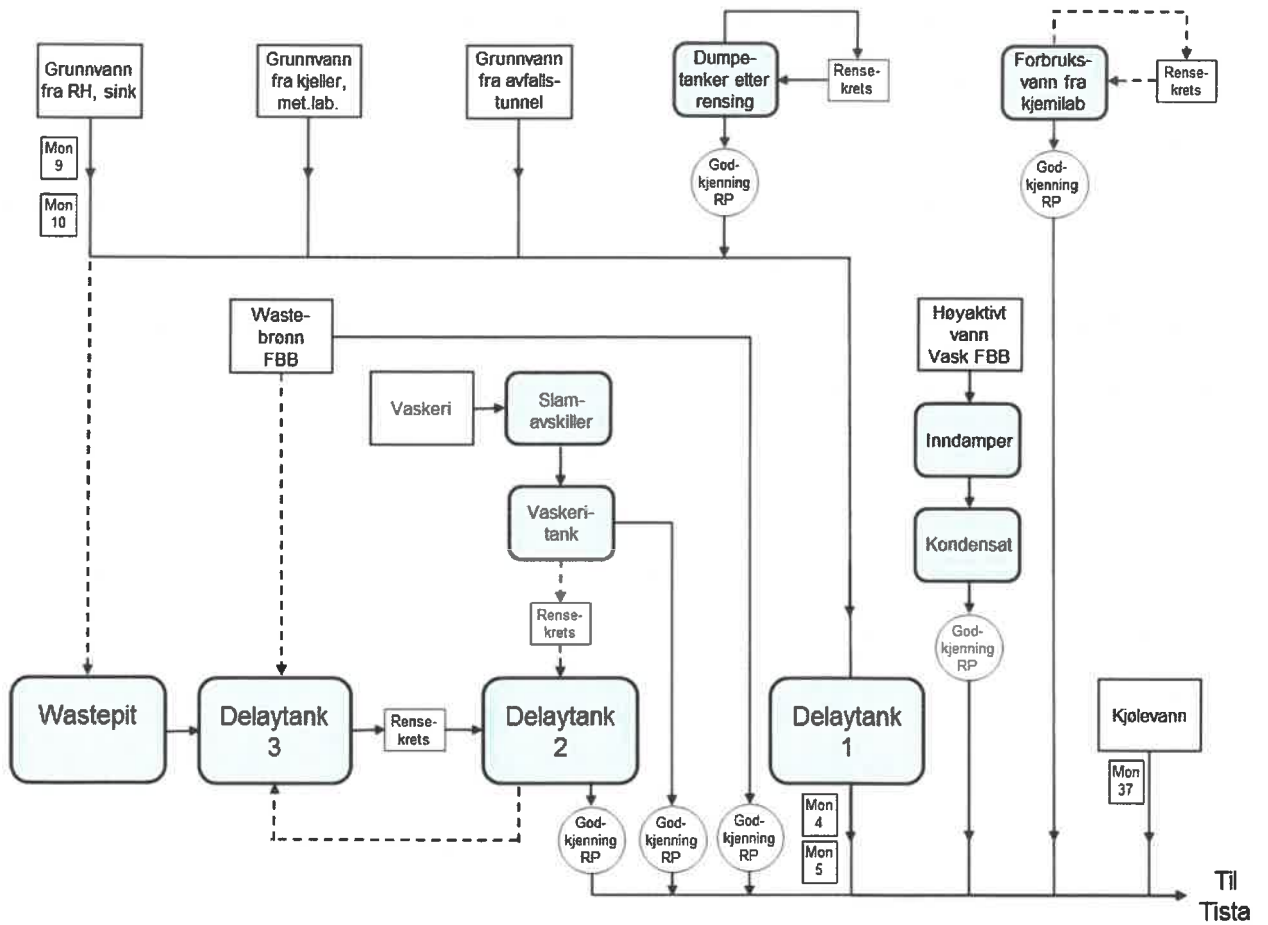 Grunnvann
fra RH, sink
Grunnvann
fra kjeller,
met.lab.
Grunnvann
fra avfalls-
tunnel
Dumpe-
tanker etter
rensing
Rense-
krets
Forbruks-
vann fra
kjemilab
Rense-
krets
Mon
9
Mon
10
God-
kjenning
RP
God-
kjenning
RP
Waste-
brønn
FBB
Høyaktivt
vann
Vask FBB
Vaskeri
Slam-
avskiller
Inndamper
Vaskeri-
tank
Kondensat
Rense-
krets
God-
kjenning
RP
Wastepit
Delaytank
3
Rense-
krets
Delaytank
2
Delaytank
1
Kjølevann
Mon
37
God-
kjenning
RP
God-
kjenning
RP
God-
kjenning
RP
Mon
4
Mon
5
Til
Tista